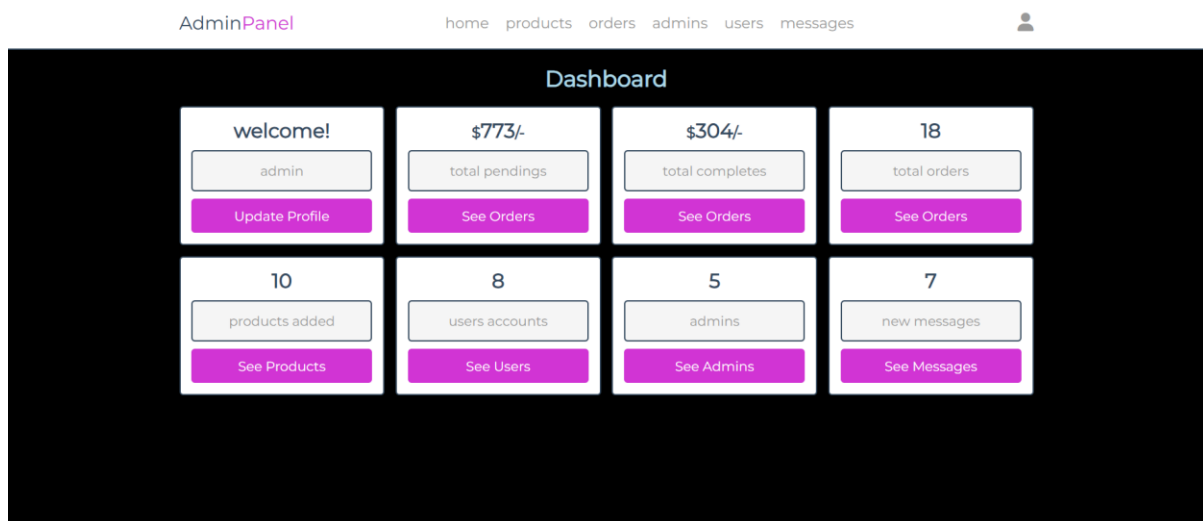 AdminPanel home products orders admins users messages
Dashboard
welcome! $773/- $304/- 18
admin total pendings total completes total orders
Update Profile See Orders See Orders See Orders
10 8 5 7
products added users accounts admins new messages
See Products See Users See Admins See Messages